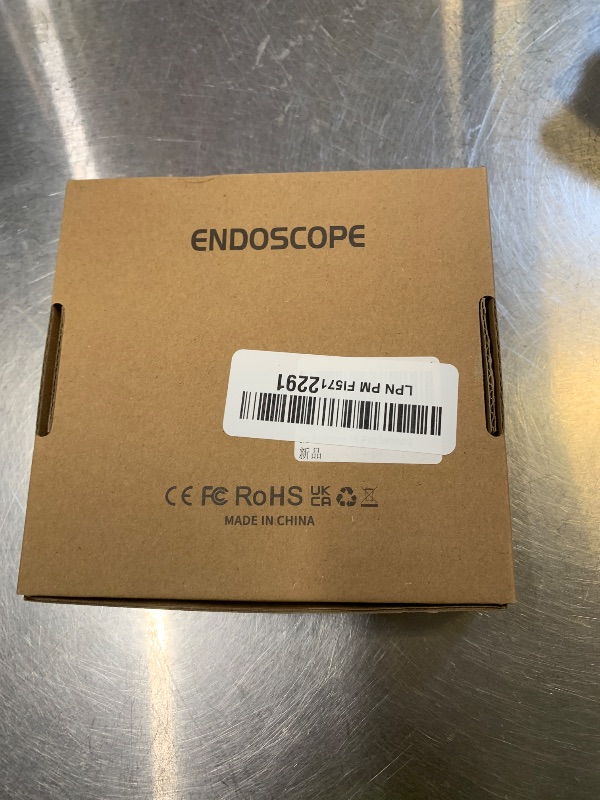 ENDOSCOPE
LPN PM FI5712291
新品
CE FC RoHS UK CA
MADE IN CHINA